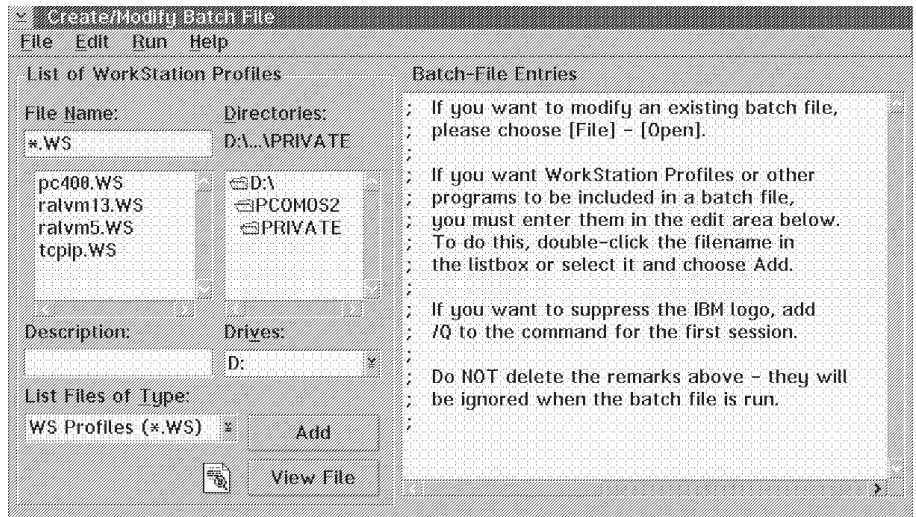 Create/Modify Batch File
File Edit Run Help
List of WorkStation Profiles
File Name:
Directories:
*.WS
D:\...\PRIVATE
pc400.WS
ralvm13.WS
ralvm5.WS
tcpip.WS
D:\
PCOMOS2
PRIVATE
Description:
Drives:
D:
List Files of Type:
WS Profiles (*.WS)
Add
View File
Batch-File Entries
; If you want to modify an existing batch file,
; please choose [File] - [Open].
;
; If you want WorkStation Profiles or other
; programs to be included in a batch file,
; you must enter them in the edit area below.
; To do this, double-click the filename in
; the listbox or select it and choose Add.
;
; If you want to suppress the IBM logo, add
; /Q to the command for the first session.
;
; Do NOT delete the remarks above - they will
; be ignored when the batch file is run.
;